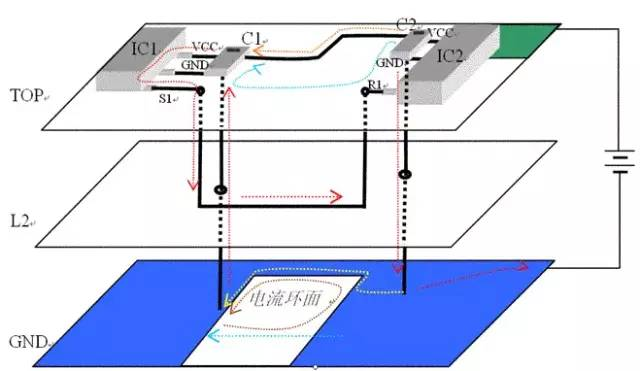 C1
C2
IC1
VCC
VCC
GND
GND
IC2
TOP
S1
R1
L2
电流环面
GND